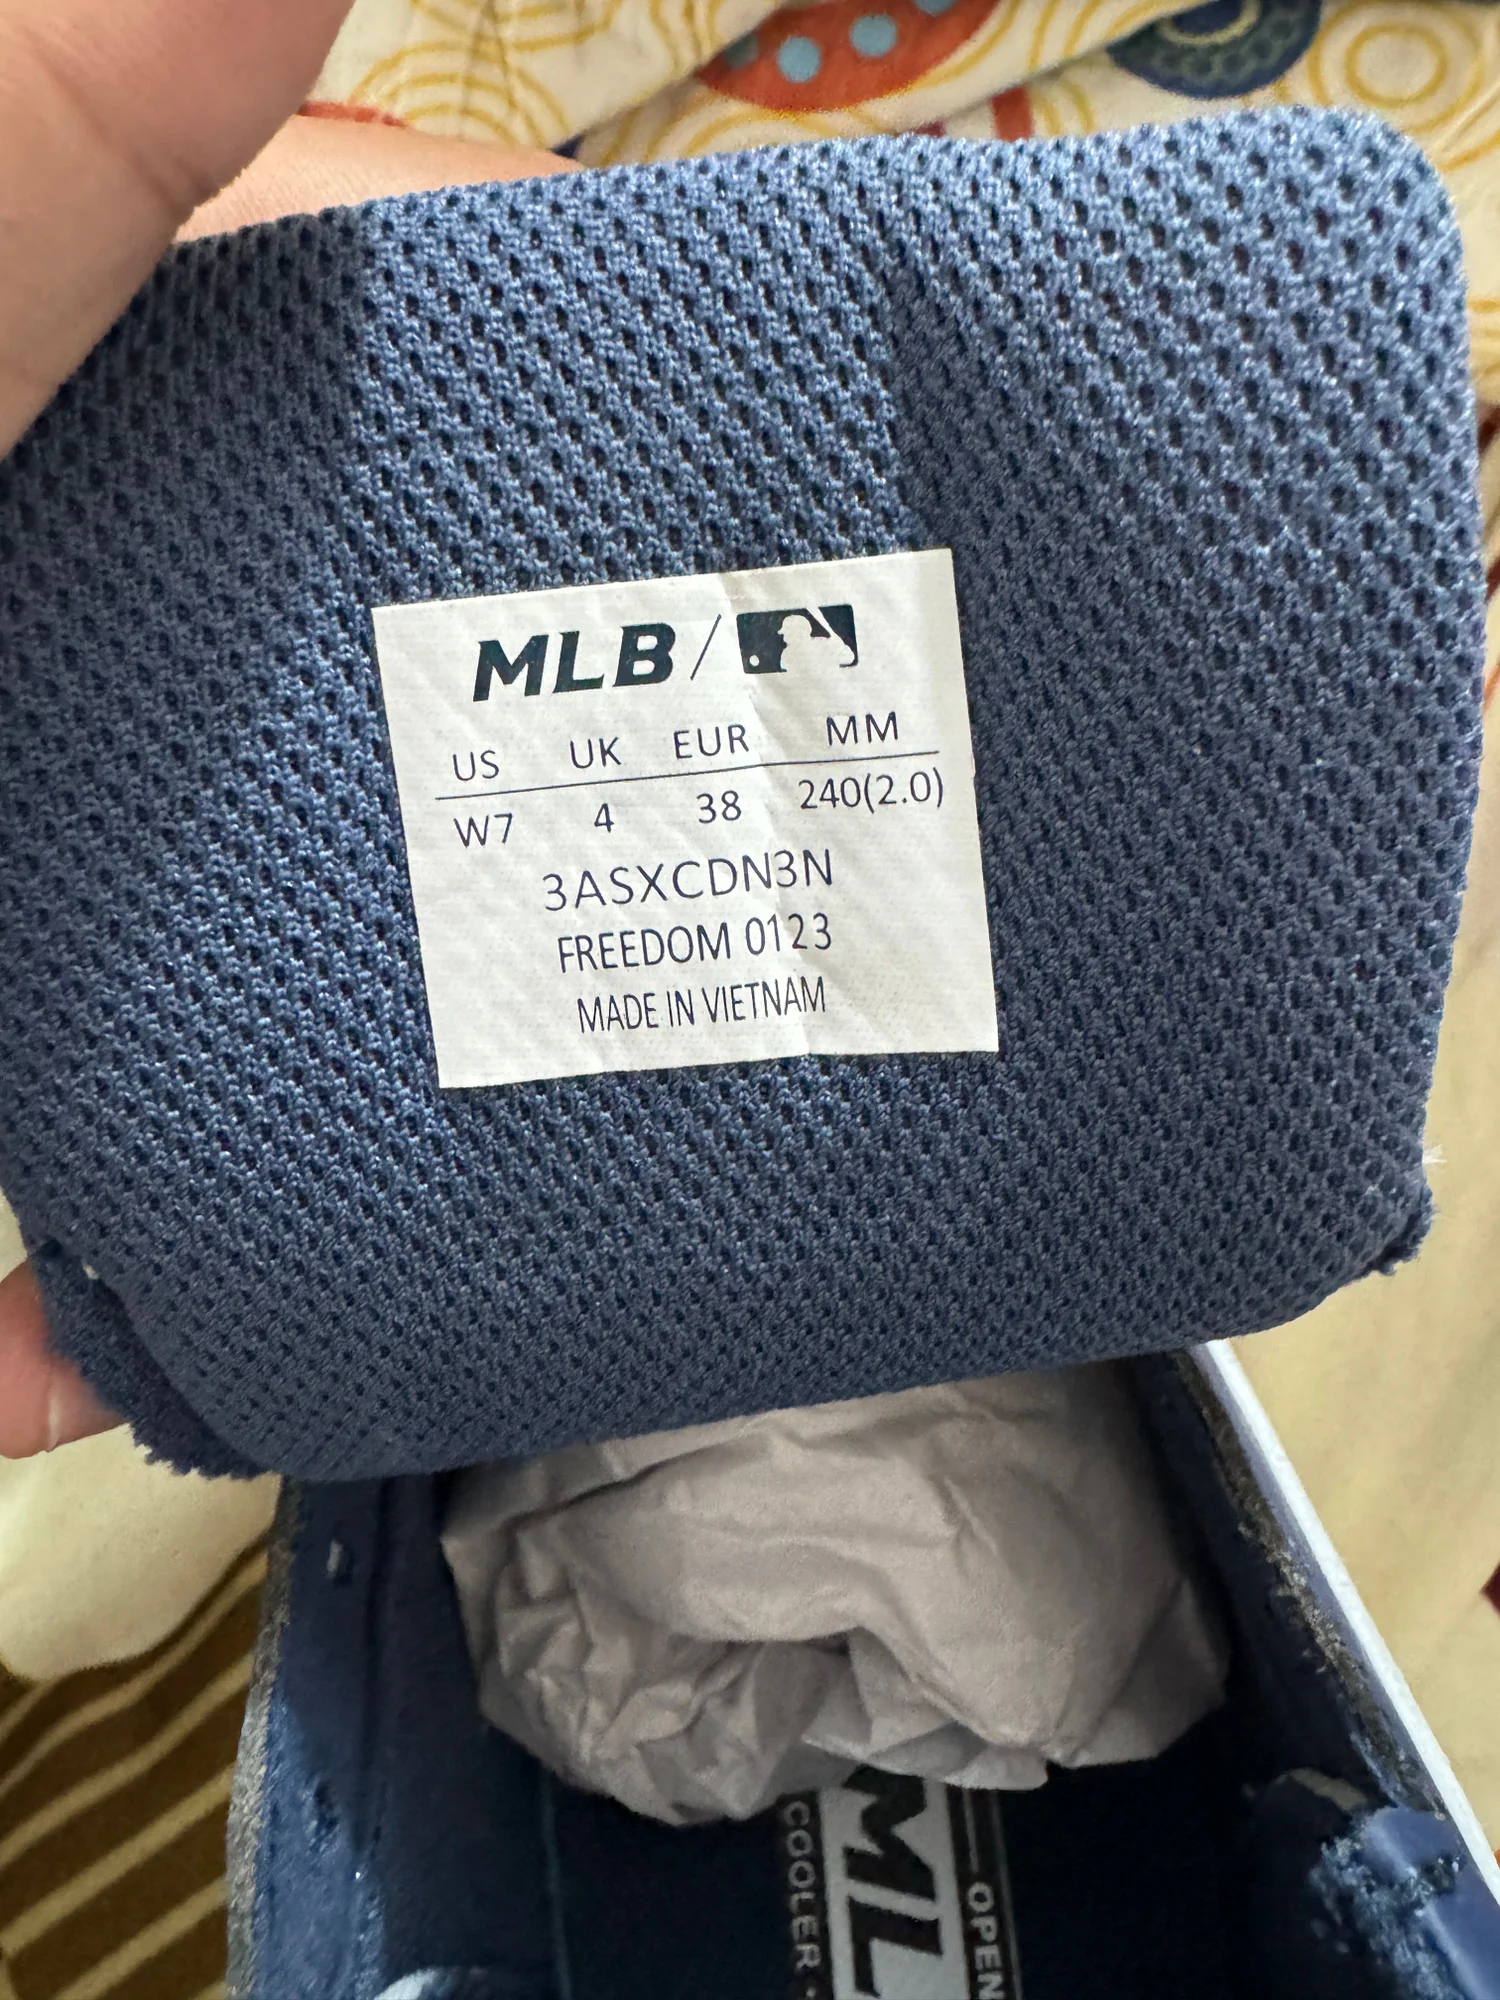 MLB /
US UK EUR MM
W7 4 38 240(2.0)
3ASXCDN3N
FREEDOM 0123
MADE IN VIETNAM
COOLER ·
ML
OPEN